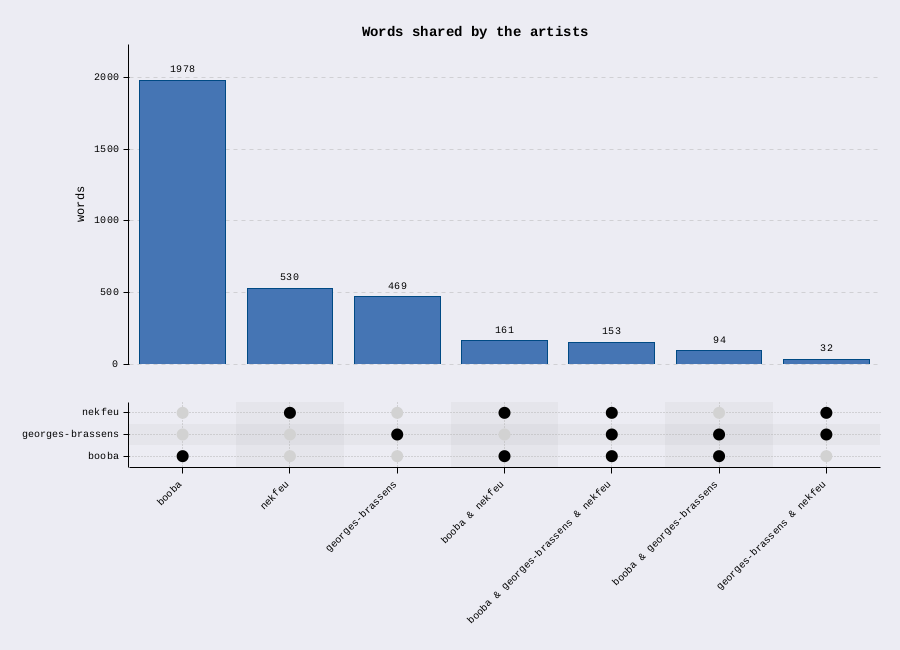 Words shared by the artists
words
2000
1500
1000
500
0
1978
530
469
161
153
94
32
nekfeu
georges-brassens
booba
booba
nekfeu
georges-brassens
booba & nekfeu
booba & georges-brassens & nekfeu
booba & georges-brassens
georges-brassens & nekfeu